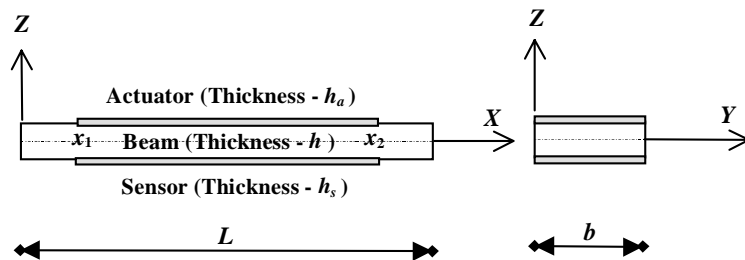 Z
Z
Actuator (Thickness - hₐ)
X
x₁ Beam (Thickness - h) x₂
Y
Sensor (Thickness - hₛ)
L
b